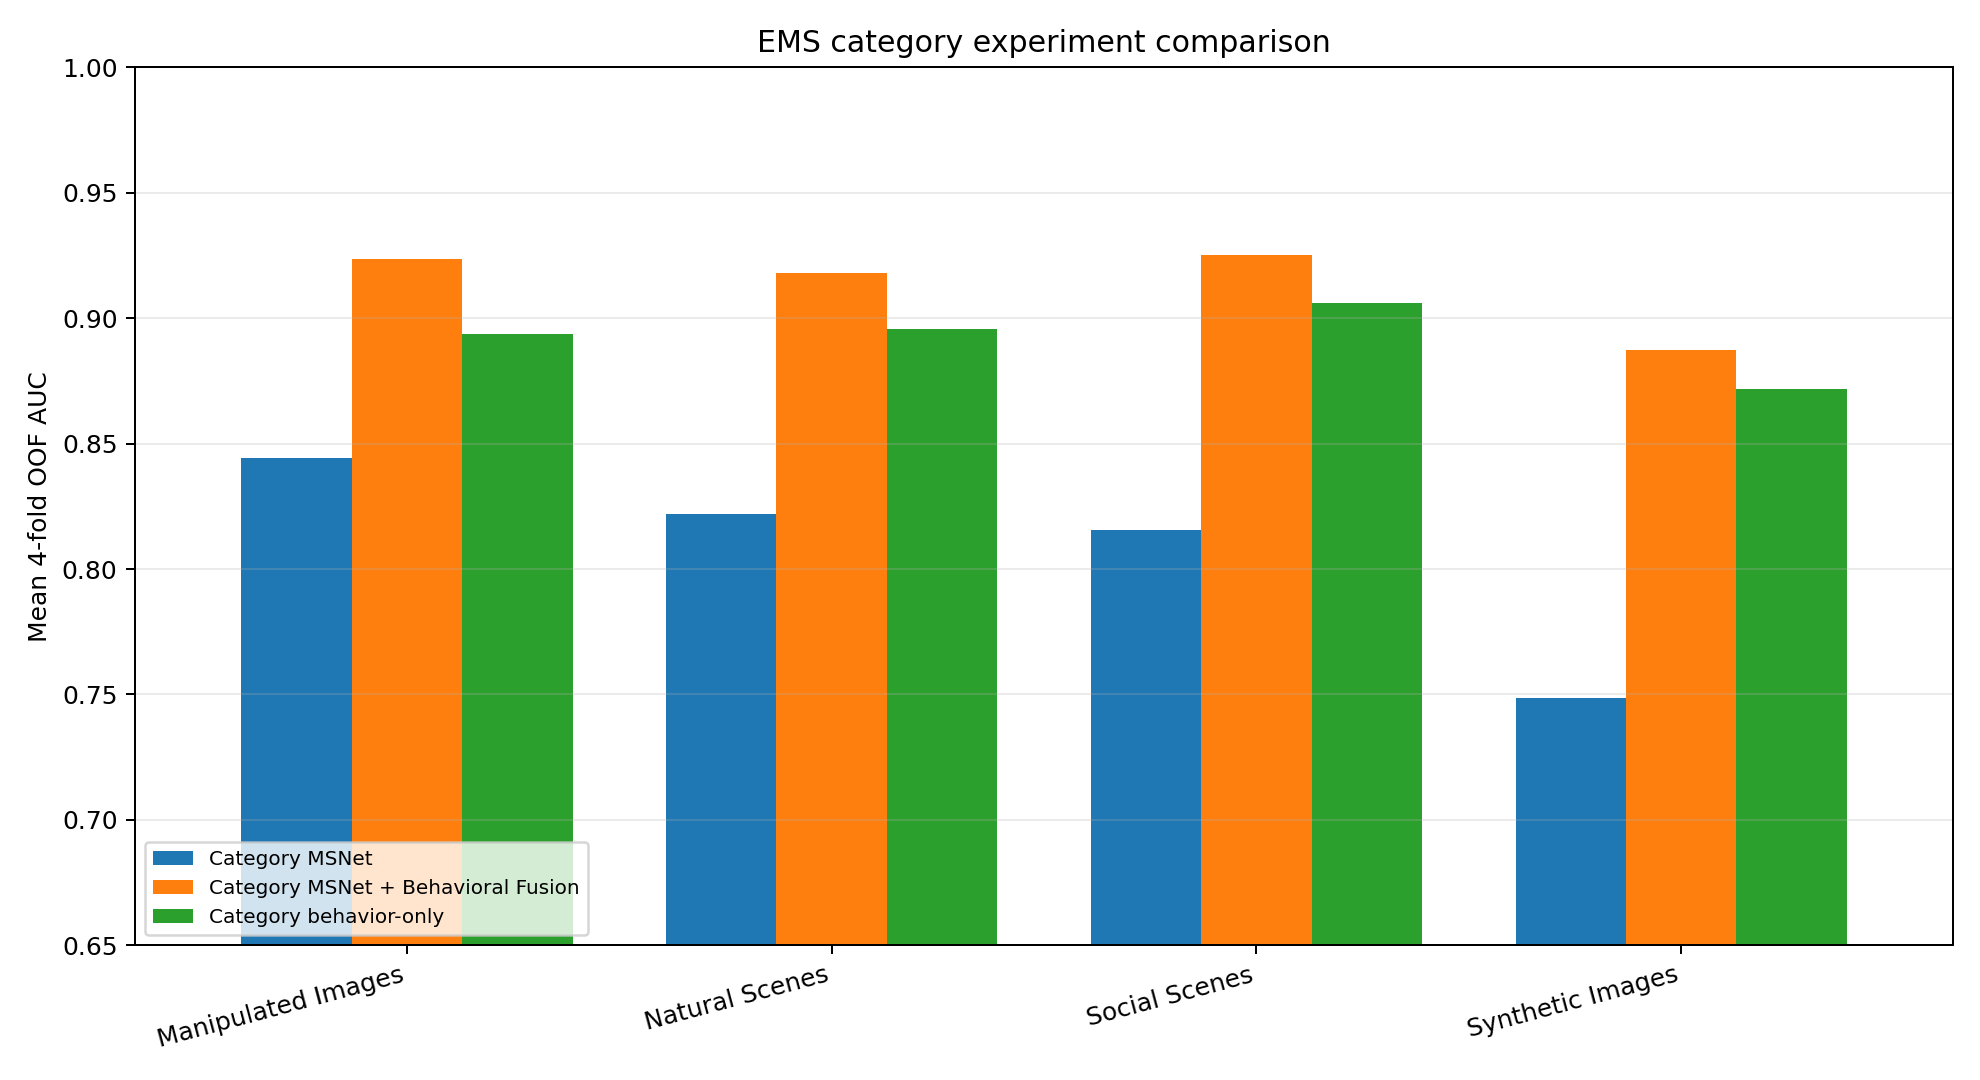 EMS category experiment comparison
1.00
0.95
0.90
0.85
0.80
0.75
0.70
0.65
Mean 4-fold OOF AUC
Category MSNet
Category MSNet + Behavioral Fusion
Category behavior-only
Manipulated Images
Natural Scenes
Social Scenes
Synthetic Images